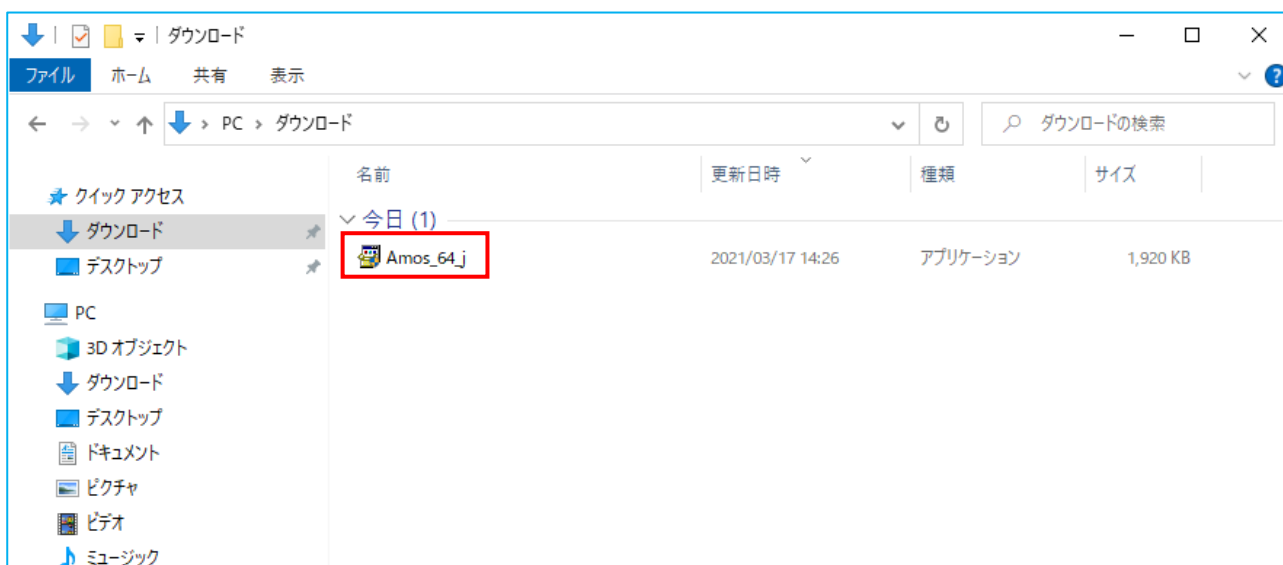 ダウンロード
ファイル ホーム 共有 表示
PC ダウンロード ダウンロードの検索
名前 更新日時 種類 サイズ
クイック アクセス
今日 (1)
ダウンロード
Amos_64_j 2021/03/17 14:26 アプリケーション 1,920 KB
デスクトップ
PC
3D オブジェクト
ダウンロード
デスクトップ
ドキュメント
ピクチャ
ビデオ
ミュージック